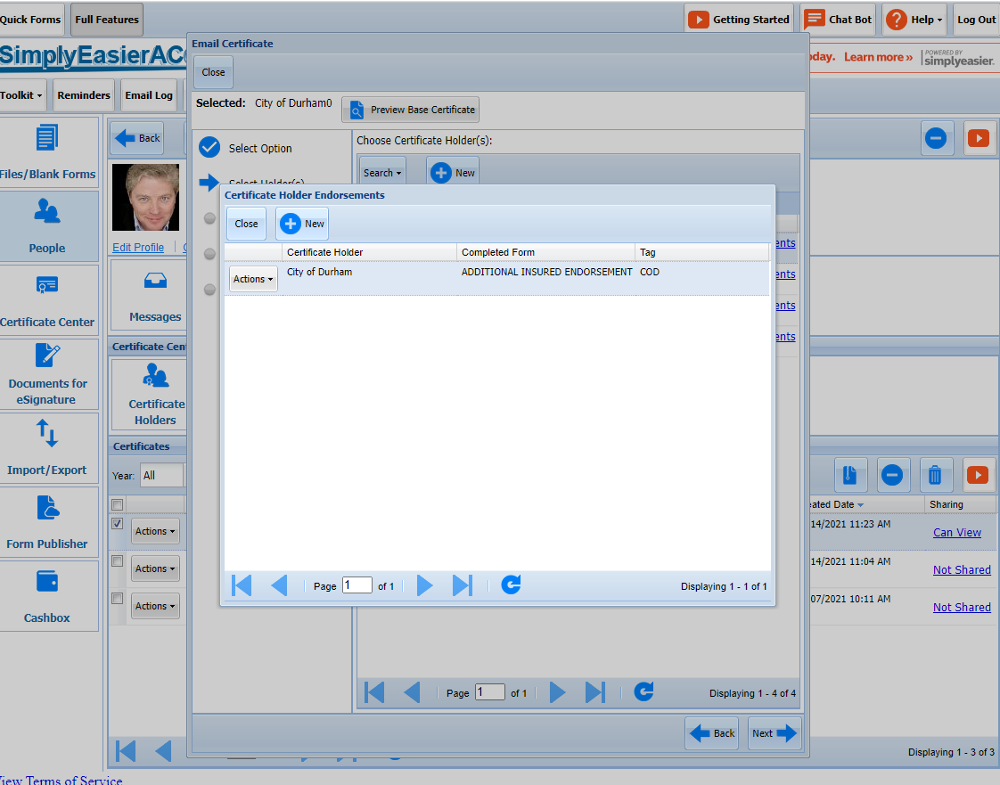 Quick Forms
Full Features
Getting Started
Chat Bot
Help
Log Out
SimplyEasierAC
Email Certificate
day. Learn more »
POWERED BY
simplyeasier.
Close
Toolkit
Reminders
Email Log
Selected: City of Durham0
Preview Base Certificate
Files/Blank Forms
People
Certificate Center
Documents for
eSignature
Import/Export
Form Publisher
Cashbox
Back
Edit Profile
Messages
Certificate Cen
Certificate
Holders
Certificates
Year: All
Actions
Actions
Actions
Select Option
Select Holder(s)
Choose Certificate Holder(s):
Search
New
ents
ents
ents
ents
Certificate Holder Endorsements
Close
New
Certificate Holder
Completed Form
Tag
Actions
City of Durham
ADDITIONAL INSURED ENDORSEMENT
COD
Page 1 of 1
Displaying 1 - 1 of 1
Page 1 of 1
Displaying 1 - 4 of 4
Back
Next
ated Date
Sharing
14/2021 11:23 AM
Can View
14/2021 11:04 AM
Not Shared
07/2021 10:11 AM
Not Shared
Displaying 1 - 3 of 3
View Terms of Service